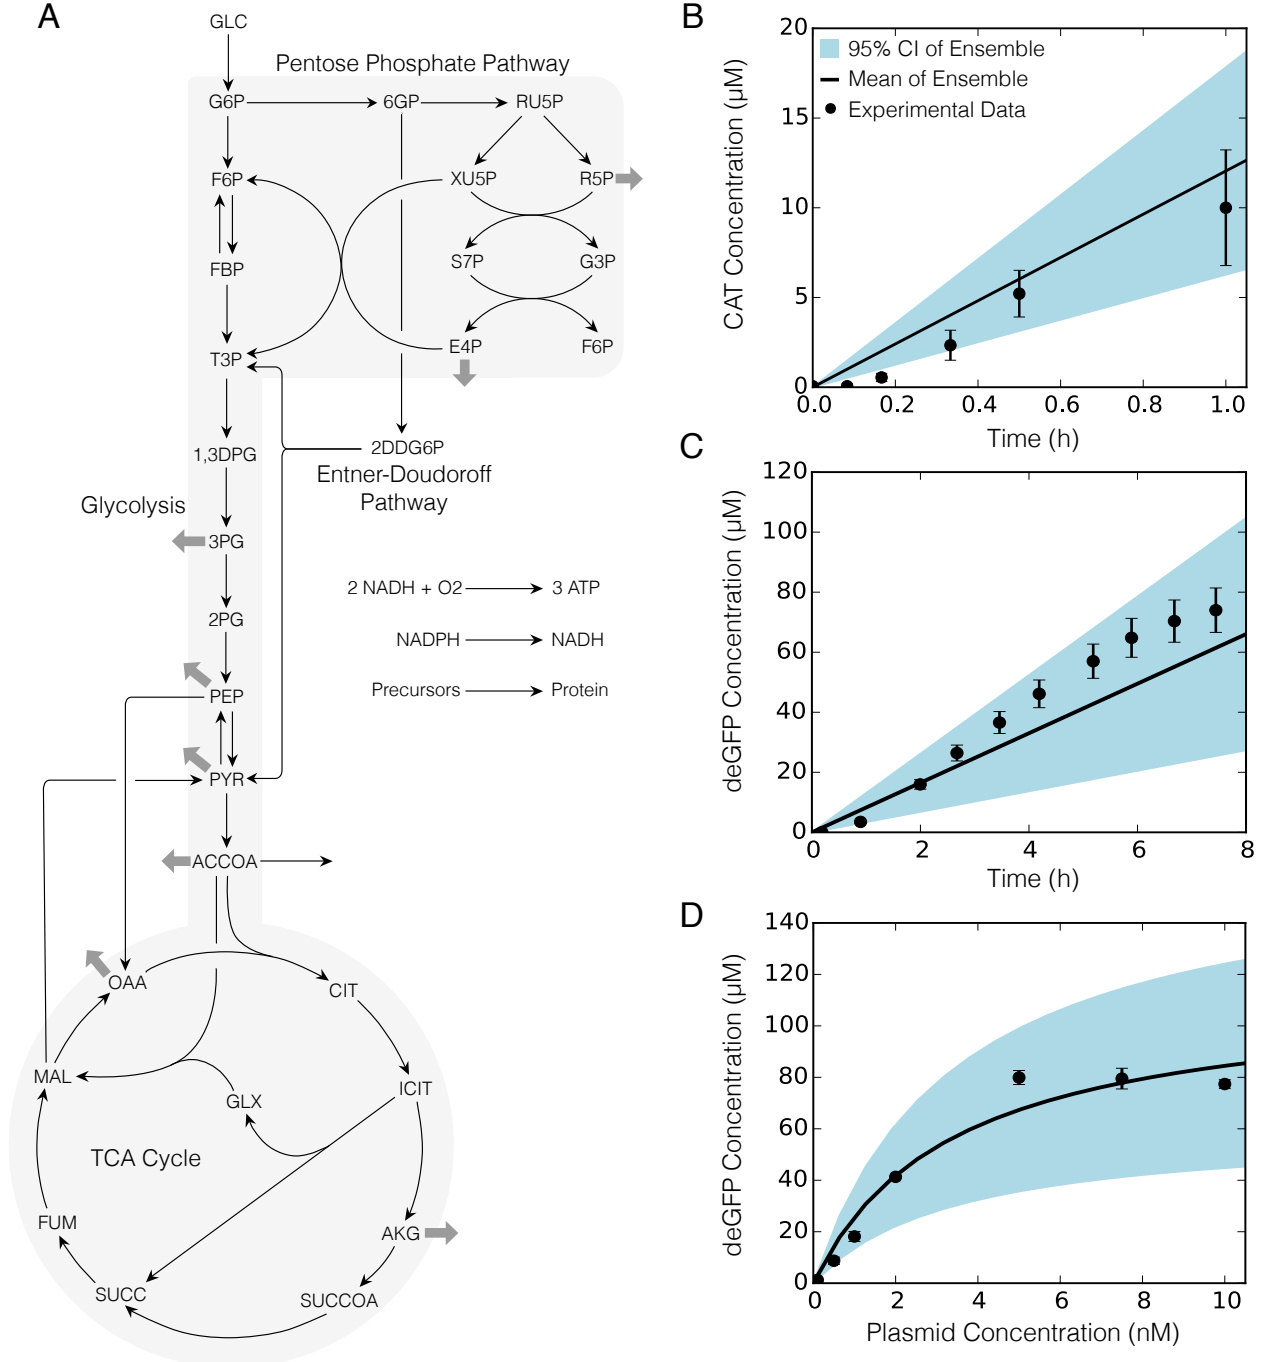 A
GLC
Pentose Phosphate Pathway
G6P
6GP
RU5P
F6P
XU5P
R5P
FBP
S7P
G3P
T3P
E4P
F6P
1,3DPG
2DDG6P
Entner-Doudoroff
Pathway
Glycolysis
3PG
2 NADH + O2
3 ATP
2PG
NADPH
NADH
PEP
Precursors
Protein
PYR
ACCOA
OAA
CIT
MAL
GLX
ICIT
TCA Cycle
FUM
AKG
SUCC
SUCCOA
B
20
15
10
5
0
CAT Concentration (µM)
95% CI of Ensemble
Mean of Ensemble
Experimental Data
0.0 0.2 0.4 0.6 0.8 1.0
Time (h)
C
120
100
80
60
40
20
0
deGFP Concentration (µM)
0 2 4 6 8
Time (h)
D
140
120
100
80
60
40
20
0
deGFP Concentration (µM)
0 2 4 6 8 10
Plasmid Concentration (nM)